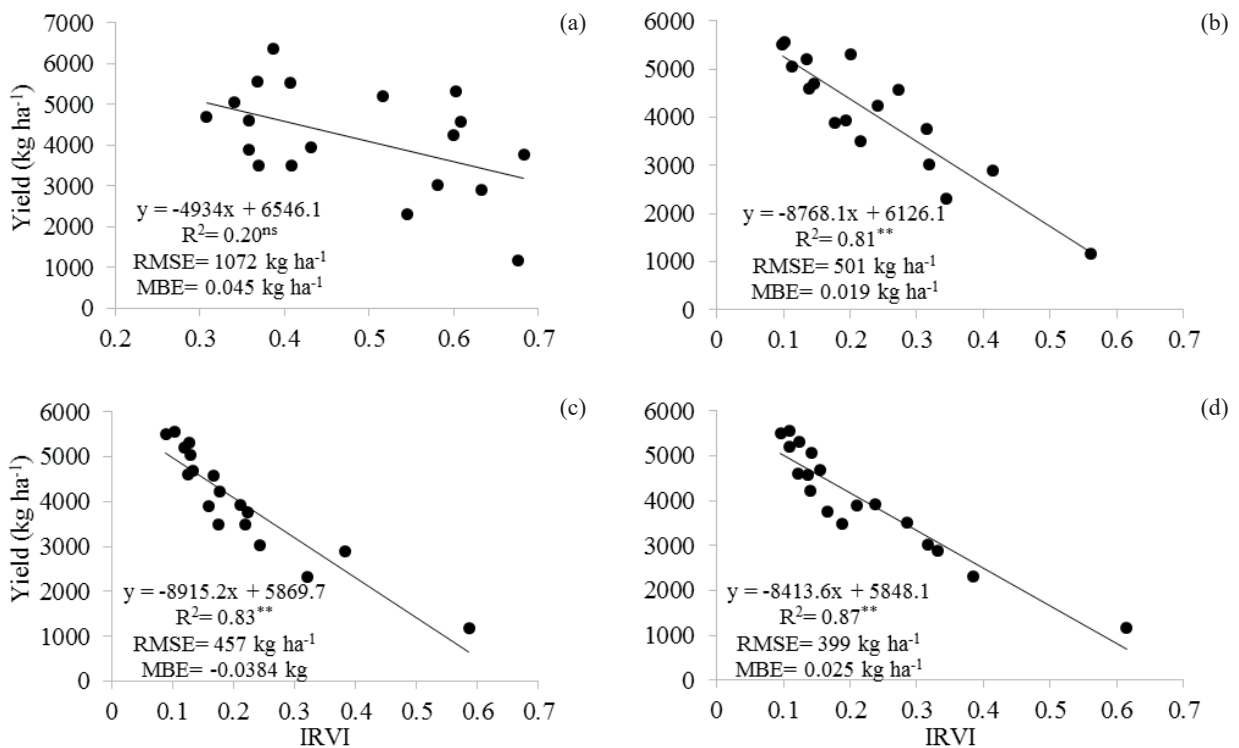 (a)
Yield (kg ha⁻¹)
7000
6000
5000
4000
3000
2000
1000
0
y = -4934x + 6546.1
R²= 0.20ⁿˢ
RMSE= 1072 kg ha⁻¹
MBE= 0.045 kg ha⁻¹
0.2 0.3 0.4 0.5 0.6 0.7
(b)
6000
5000
4000
3000
2000
1000
0
y = -8768.1x + 6126.1
R²= 0.81**
RMSE= 501 kg ha⁻¹
MBE= 0.019 kg ha⁻¹
0 0.1 0.2 0.3 0.4 0.5 0.6 0.7
(c)
Yield (kg ha⁻¹)
6000
5000
4000
3000
2000
1000
0
y = -8915.2x + 5869.7
R²= 0.83**
RMSE= 457 kg ha⁻¹
MBE= -0.0384 kg
0 0.1 0.2 0.3 0.4 0.5 0.6 0.7
IRVI
(d)
6000
5000
4000
3000
2000
1000
0
y = -8413.6x + 5848.1
R²= 0.87**
RMSE= 399 kg ha⁻¹
MBE= 0.025 kg ha⁻¹
0 0.1 0.2 0.3 0.4 0.5 0.6 0.7
IRVI